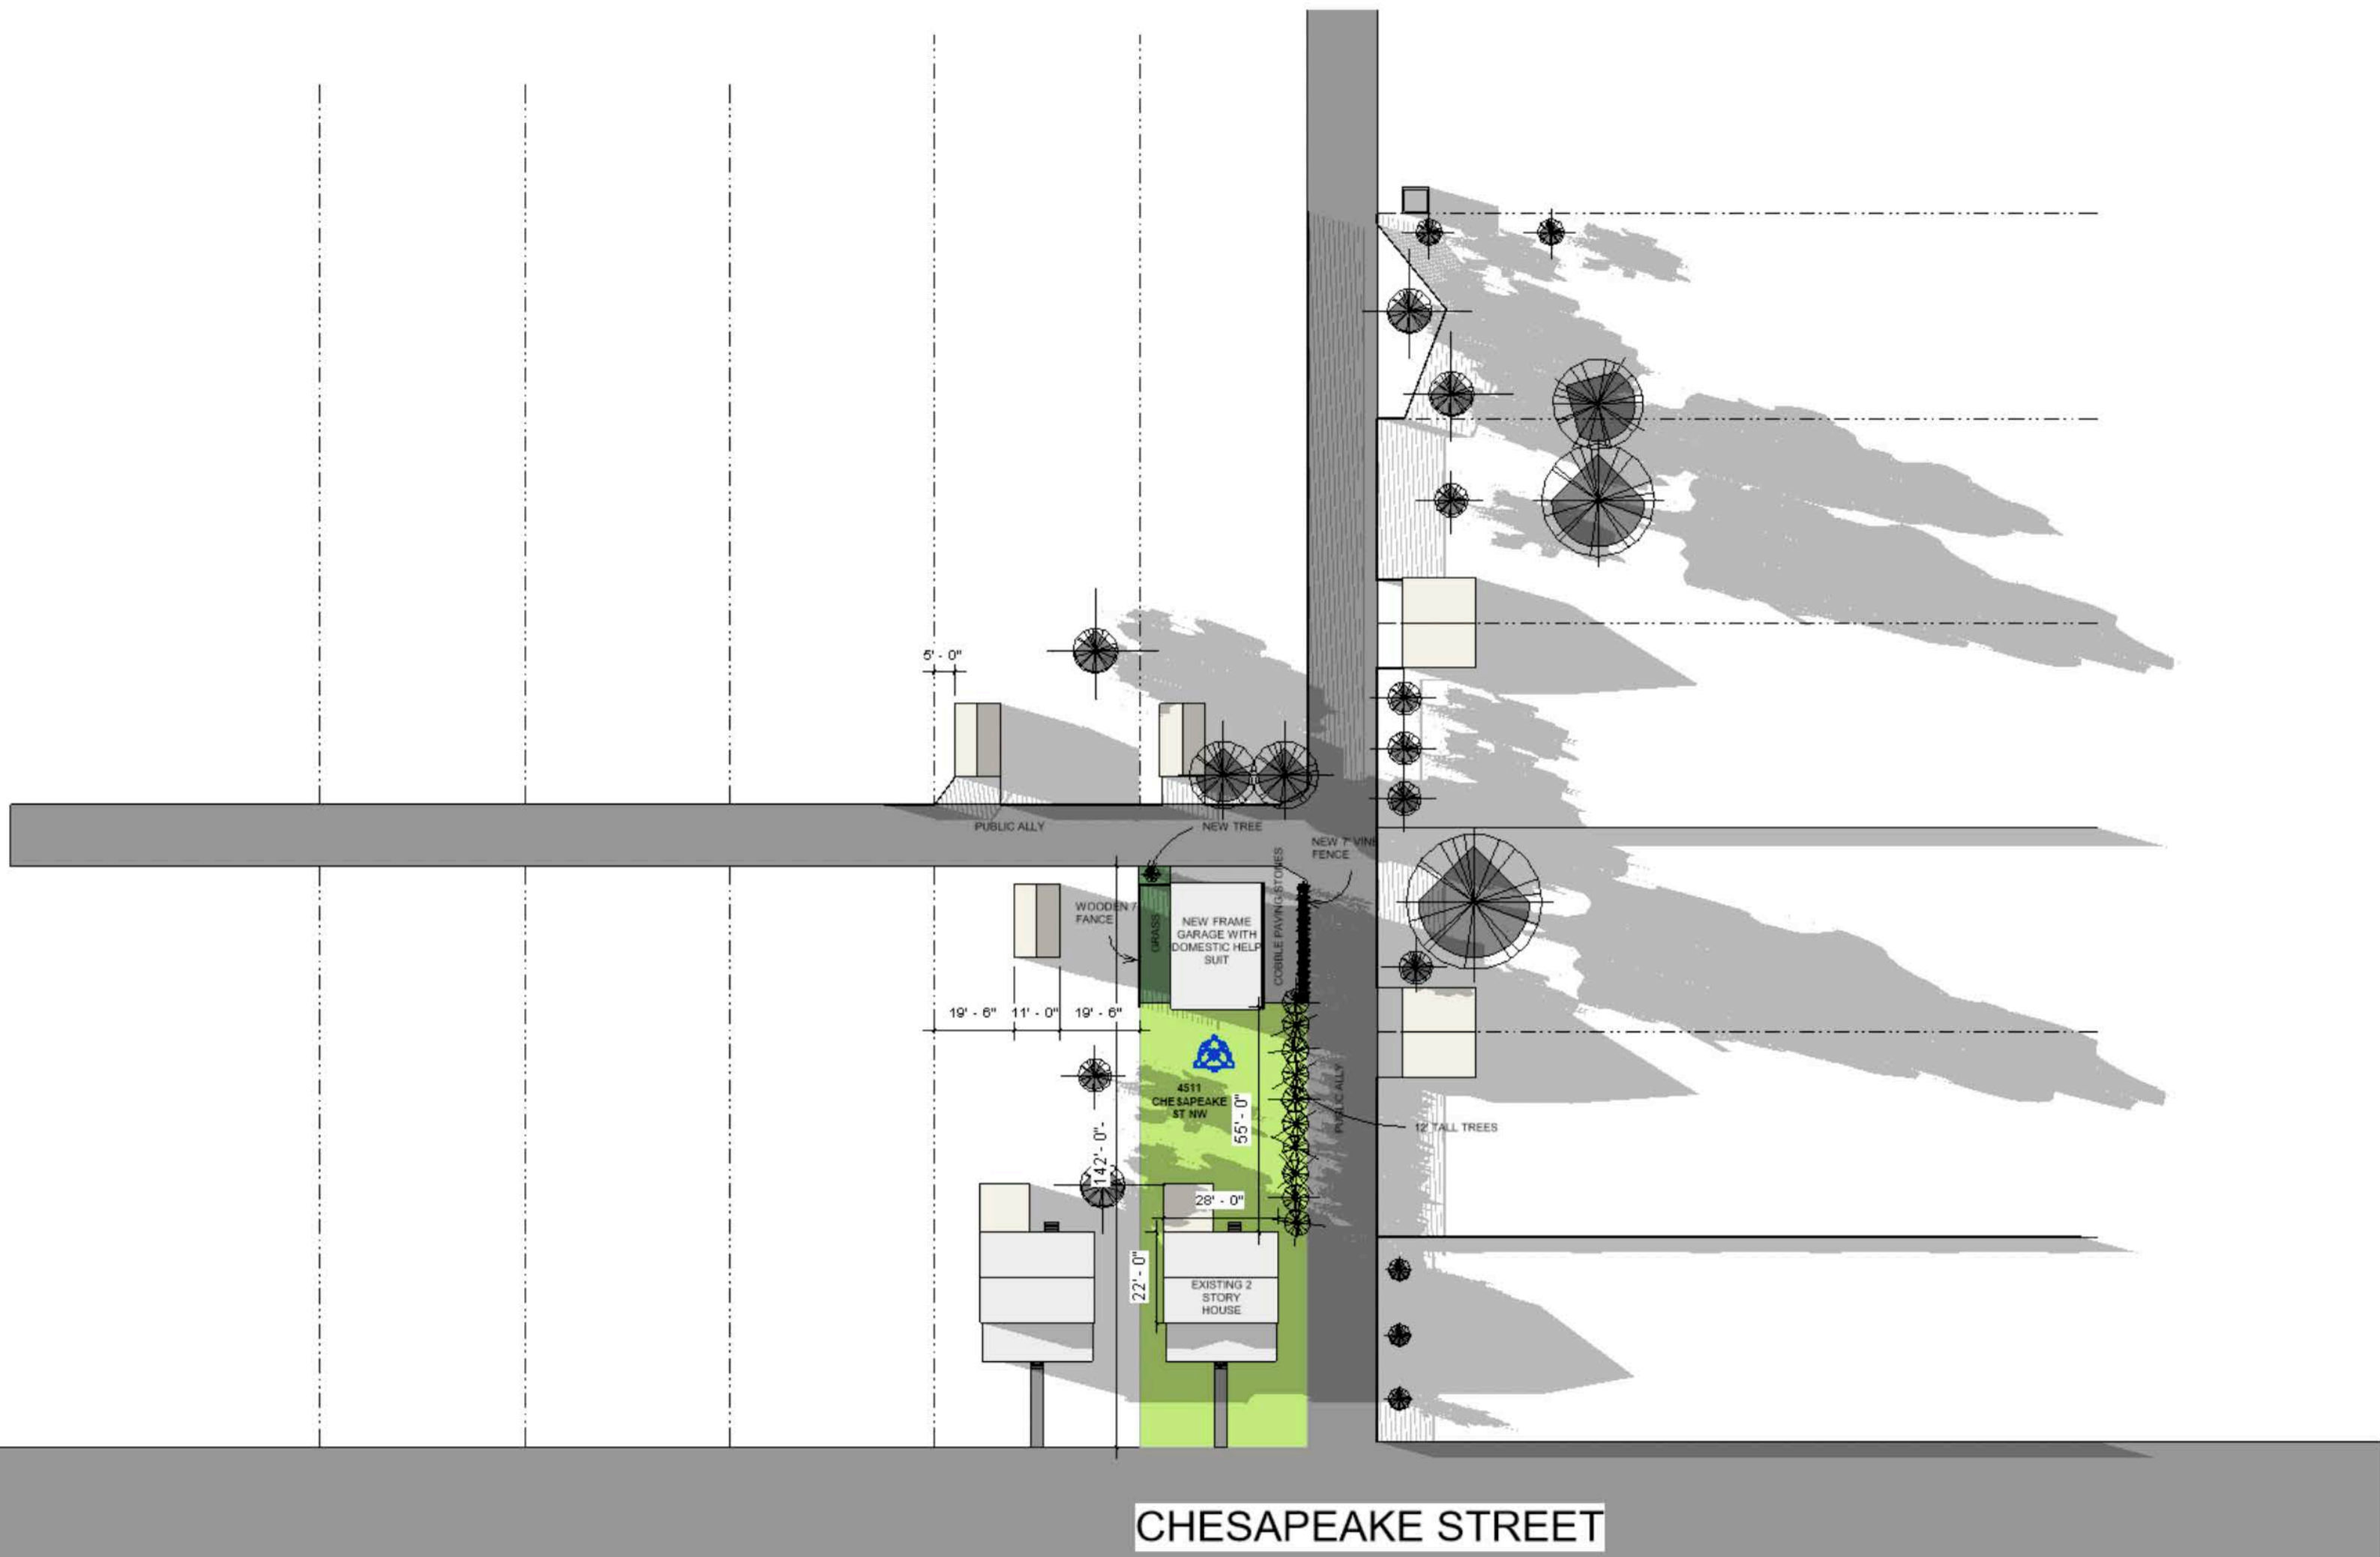 5' - 0"
PUBLIC ALLY
NEW TREE
NEW 7' VINE
FENCE
WOODEN 7'
FANCE
GRASS
NEW FRAME
GARAGE WITH
DOMESTIC HELP
SUIT
COBBLE PAVING STONES
19' - 6"
11' - 0"
19' - 6"
4511
CHESAPEAKE
ST NW
55' - 0"
PUBLIC ALLY
12' TALL TREES
142' - 0"
28' - 0"
22' - 0"
EXISTING 2
STORY
HOUSE
CHESAPEAKE STREET